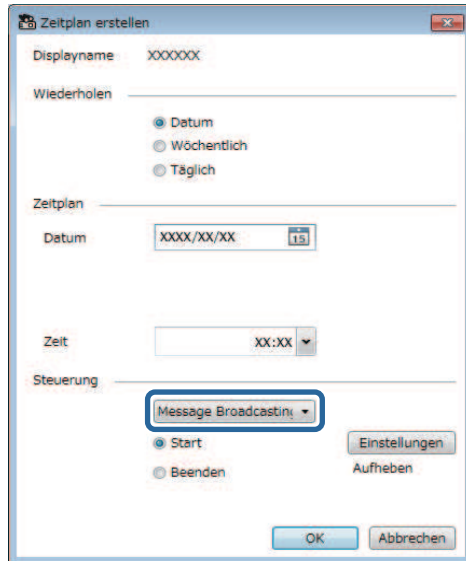 Zeitplan erstellen
Displayname XXXXXX
Wiederholen
Datum
Wöchentlich
Täglich
Zeitplan
Datum XXXX/XX/XX 15
Zeit XX:XX
Steuerung
Message Broadcasting
Start Einstellungen
Beenden Aufheben
OK Abbrechen